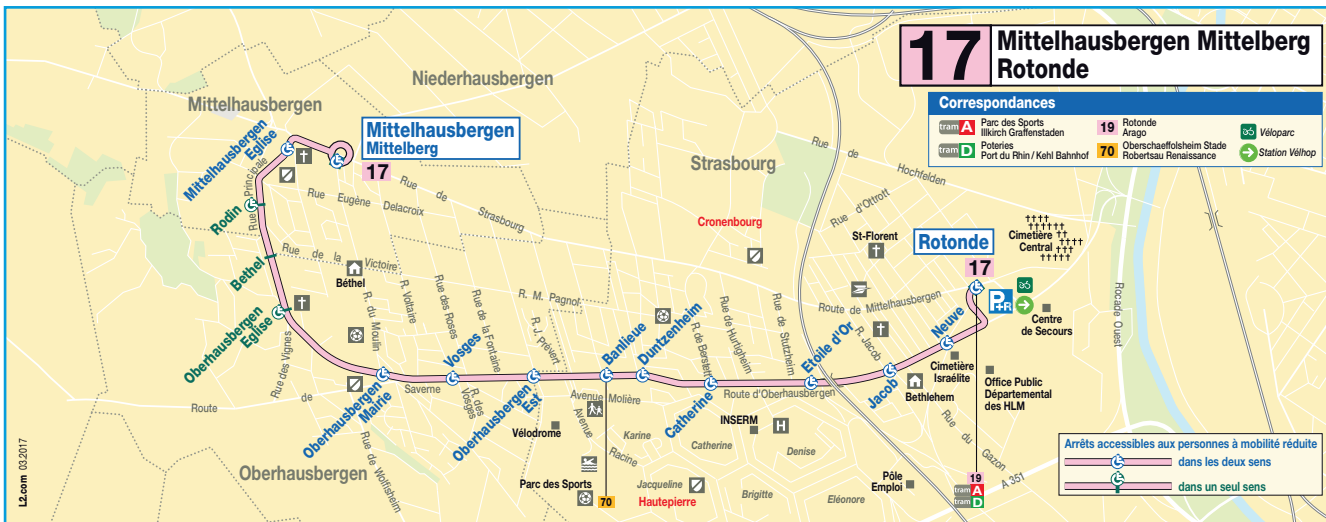 17
Mittelhausbergen Mittelberg
Rotonde
Correspondances
tram A
Parc des Sports
Illkirch Graffenstaden
tram D
Poteries
Port du Rhin / Kehl Bahnhof
19
Rotonde
Arago
70
Oberschaeffolsheim Stade
Robertsau Renaissance
Véloparc
Station Vélhop
Niederhausbergen
Mittelhausbergen
Strasbourg
Oberhausbergen
Cronenbourg
Hautepierre
Mittelhausbergen
Mittelberg
17
Mittelhausbergen
Eglise
Rodin
Bethel
Oberhausbergen
Eglise
Oberhausbergen
Mairie
Vosges
Oberhausbergen
Est
Banlieue
Duntzenheim
Catherine
Etoile d'Or
Jacob
Neuve
Rotonde
17
P+R
Rue Principale
Rue Eugène Delacroix
Rue de Strasbourg
Rue de la Victoire
Béthel
R. du Moulin
R. Voltaire
Rue des Roses
Rue de la Fontaine
R. M. Pagnol
R. J. Prévert
Rue des Vignes
Route de Saverne
R. des Vosges
Rue de Wolfisheim
Avenue Molière
Avenue Racine
Vélodrome
Parc des Sports
70
Karine
Jacqueline
Catherine
Brigitte
Denise
Eléonore
INSERM
H
R. de Berstett
Rue de Hurtigheim
Rue de Stutzheim
Route d'Oberhausbergen
Rue de Hochfelden
Rue d'Ottrott
St-Florent
Route de Mittelhausbergen
R. Jacob
Bethlehem
Cimetière
Israélite
Cimetière
Central
Centre
de Secours
Office Public
Départemental
des HLM
Rue du Gazon
A 351
Rocade Ouest
Pôle
Emploi
19
tram A
tram D
Arrêts accessibles aux personnes à mobilité réduite
dans les deux sens
dans un seul sens
L2.com 03.2017